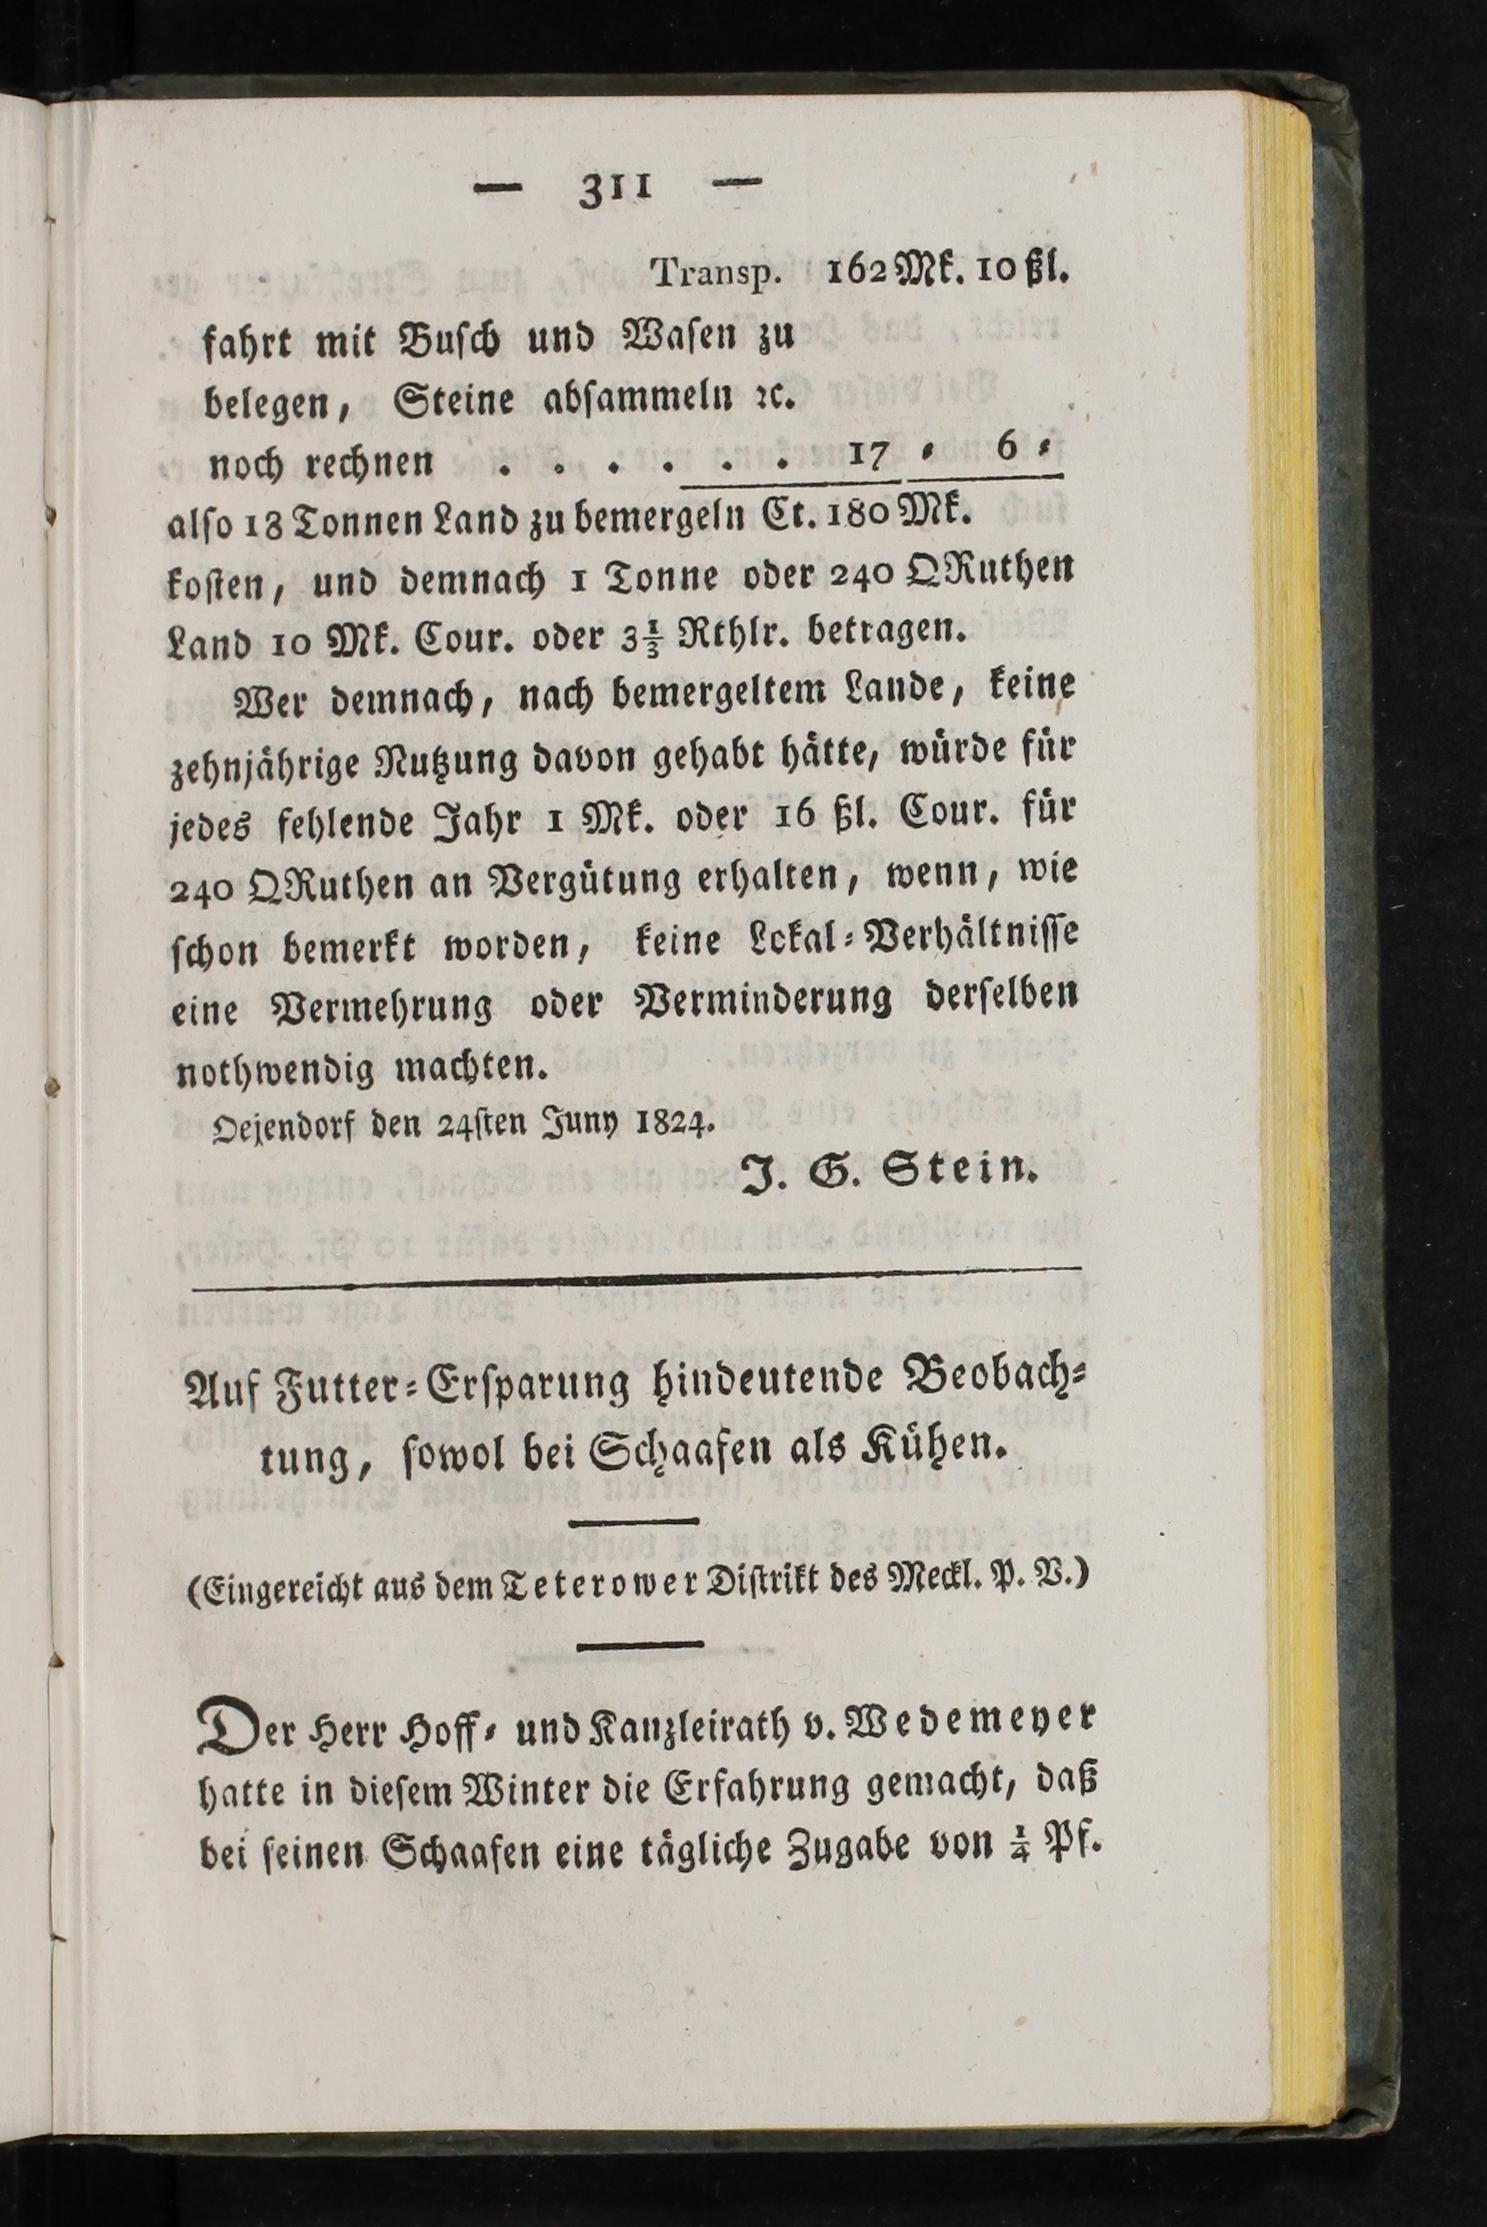 — 311 —
Transp. 162 Mk. 10 ßl.
fahrt mit Buſch und Waſen zu
belegen, Steine abſammeln ꝛc.
noch rechnen . . . . . . 17 ⸗ 6 ⸗
alſo 18 Tonnen Land zu bemergeln Ct. 180 Mk.
koſten, und demnach 1 Tonne oder 240 QRuthen
Land 10 Mk. Cour. oder 3⅓ Rthlr. betragen.
Wer demnach, nach bemergeltem Lande, keine
zehnjährige Nutzung davon gehabt hätte, würde für
jedes fehlende Jahr 1 Mk. oder 16 ßl. Cour. für
240 QRuthen an Vergütung erhalten, wenn, wie
ſchon bemerkt worden, keine Lckal⸗Verhältniſſe
eine Vermehrung oder Verminderung derſelben
nothwendig machten.
Oejendorf den 24ſten Juny 1824.
J. G. Stein.
Auf Futter⸗Erſparung hindeutende Beobach⸗
tung, ſowol bei Schaafen als Kühen.
(Eingereicht aus dem Teterower Diſtrikt des Meckl. P. V.)
Der Herr Hoff⸗ und Kanzleirath v. Wedemeyer
hatte in dieſem Winter die Erfahrung gemacht, daß
bei ſeinen Schaafen eine tägliche Zugabe von ¼ Pf.